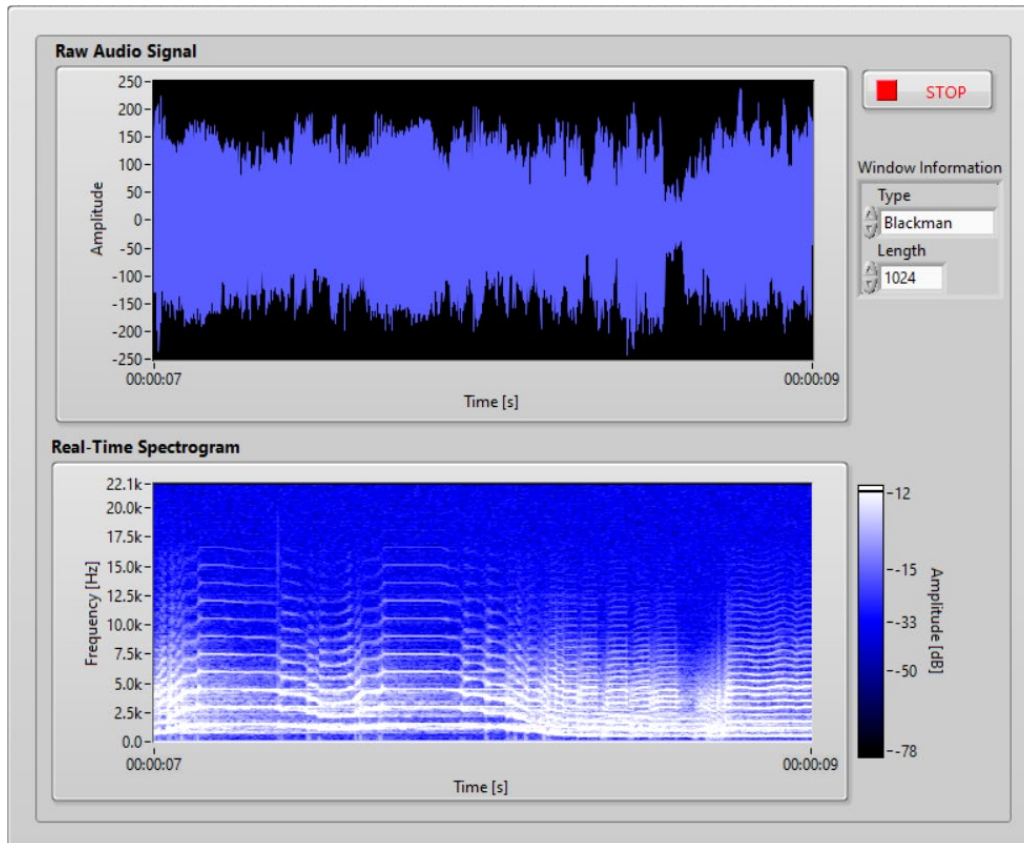 Raw Audio Signal
250
200
150
100
50
0
-50
-100
-150
-200
-250
Amplitude
00:00:07
00:00:09
Time [s]
STOP
Window Information
Type
Blackman
Length
1024
Real-Time Spectrogram
22.1k
20.0k
17.5k
15.0k
12.5k
10.0k
7.5k
5.0k
2.5k
0.0
Frequency [Hz]
00:00:07
00:00:09
Time [s]
-12
-15
-33
-50
-78
Amplitude [dB]